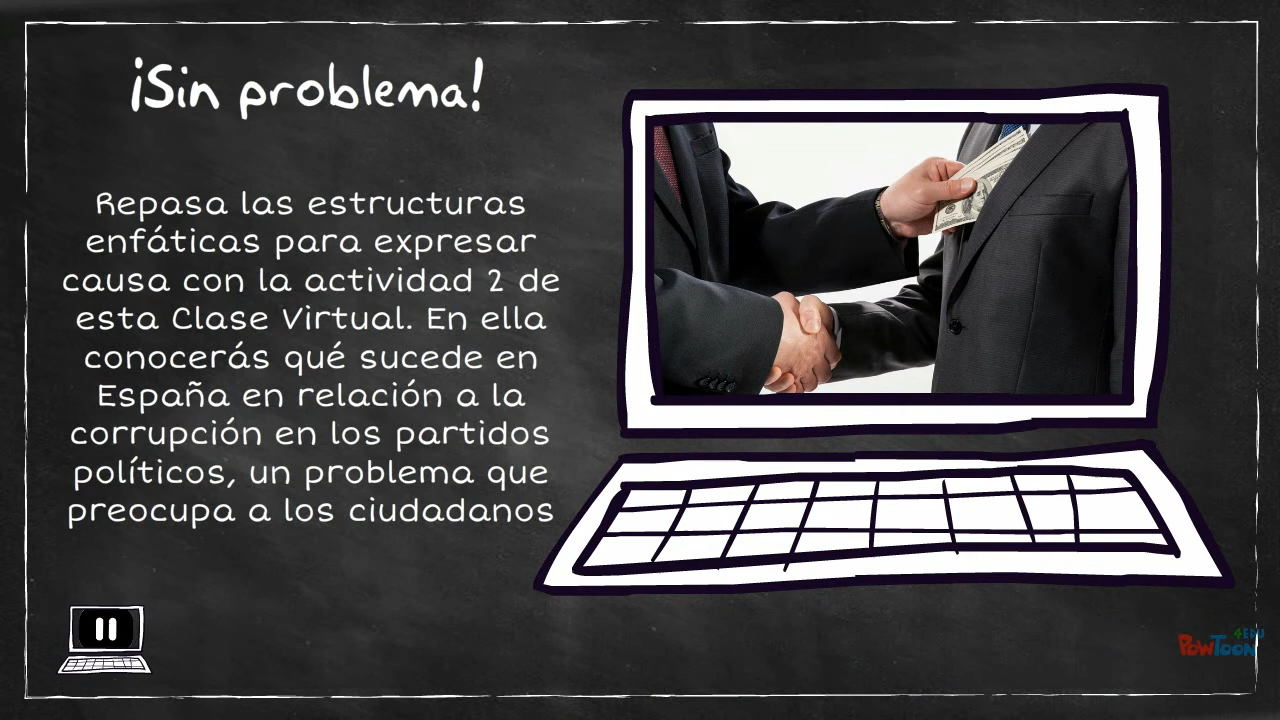 ¡Sin problema!
Repasa las estructuras
enfáticas para expresar
causa con la actividad 2 de
esta Clase Virtual. En ella
conocerás qué sucede en
España en relación a la
corrupción en los partidos
políticos, un problema que
preocupa a los ciudadanos
4EDU
POWTOON